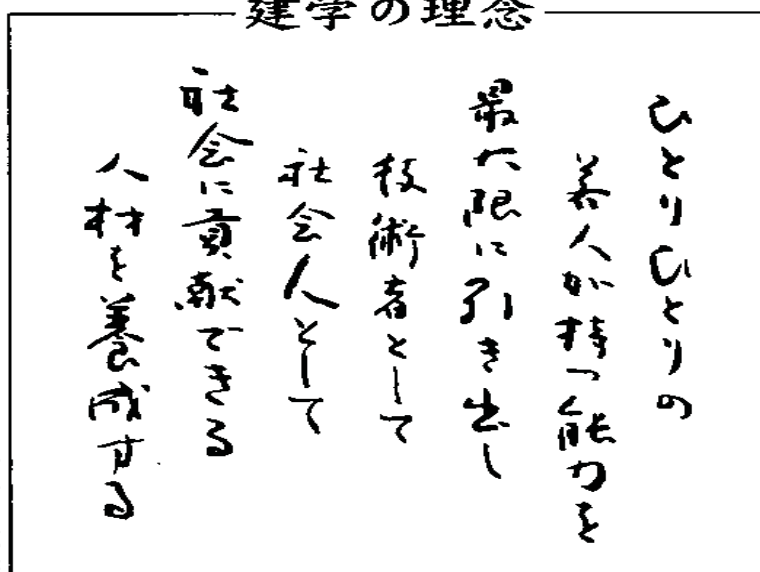 建学の理念
ひとりひとりの
若人が持つ能力を
最大限に引き出し
技術者として
社会人として
社会に貢献できる
人材を養成する